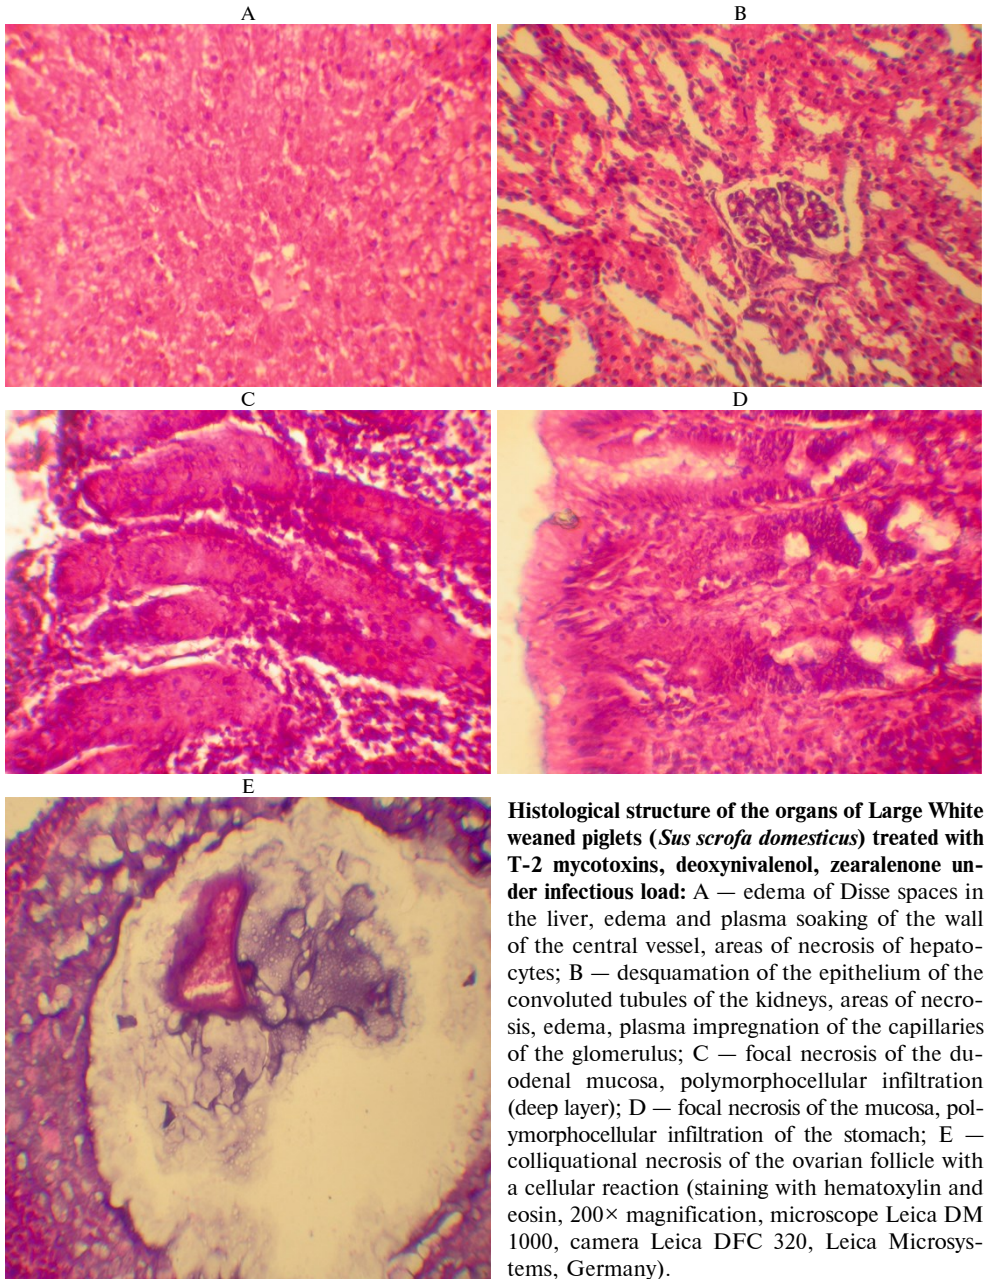 A
B
C
D
E
Histological structure of the organs of Large White
weaned piglets (Sus scrofa domesticus) treated with
T-2 mycotoxins, deoxynivalenol, zearalenone un-
der infectious load: A — edema of Disse spaces in
the liver, edema and plasma soaking of the wall
of the central vessel, areas of necrosis of hepato-
cytes; B — desquamation of the epithelium of the
convoluted tubules of the kidneys, areas of necro-
sis, edema, plasma impregnation of the capillaries
of the glomerulus; C — focal necrosis of the du-
odenal mucosa, polymorphocellular infiltration
(deep layer); D — focal necrosis of the mucosa, pol-
ymorphocellular infiltration of the stomach; E —
colliquational necrosis of the ovarian follicle with
a cellular reaction (staining with hematoxylin and
eosin, 200× magnification, microscope Leica DM
1000, camera Leica DFC 320, Leica Microsys-
tems, Germany).